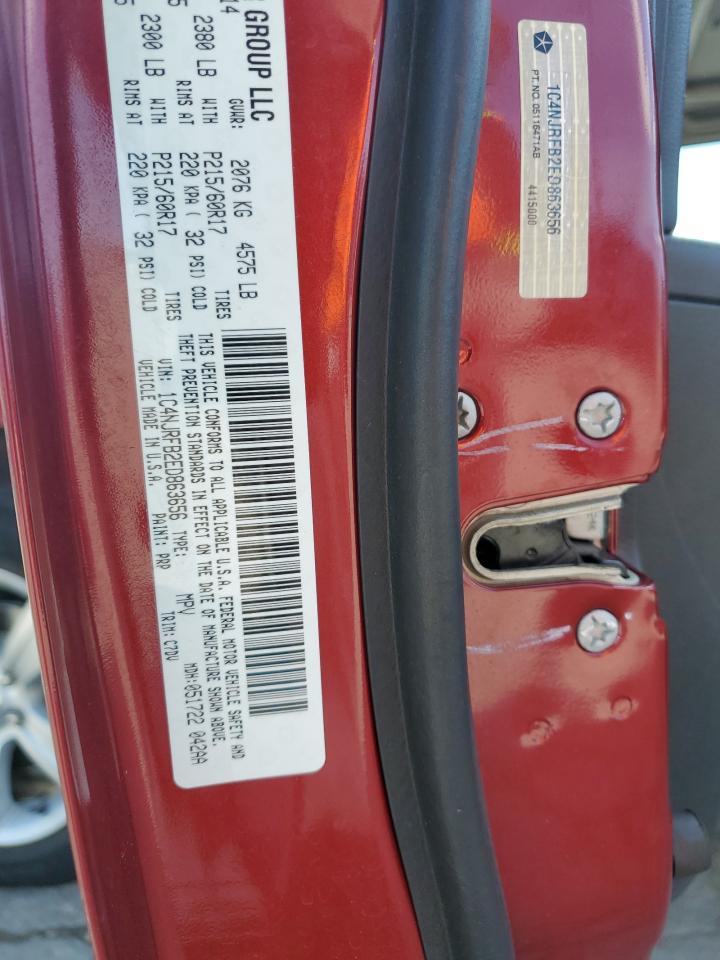 GROUP LLC
14 GVWR: 2076 KG 4575 LB
2380 LB WITH P215/60R17 TIRES
RIMS AT 220 KPA ( 32 PSI) COLD
2300 LB WITH P215/60R17 TIRES
RIMS AT 220 KPA ( 32 PSI) COLD
THIS VEHICLE CONFORMS TO ALL APPLICABLE U.S.A. FEDERAL MOTOR VEHICLE SAFETY AND
THEFT PREVENTION STANDARDS IN EFFECT ON THE DATE OF MANUFACTURE SHOWN ABOVE.
VIN: 1C4NJRFB2ED863656 TYPE: MPV MDH:051722 042AA
VEHICLE MADE IN U.S.A. PAINT: PRP TRIM: C7DV
1C4NJRFB2ED863656
PT. NO. 05116471AB 4415000